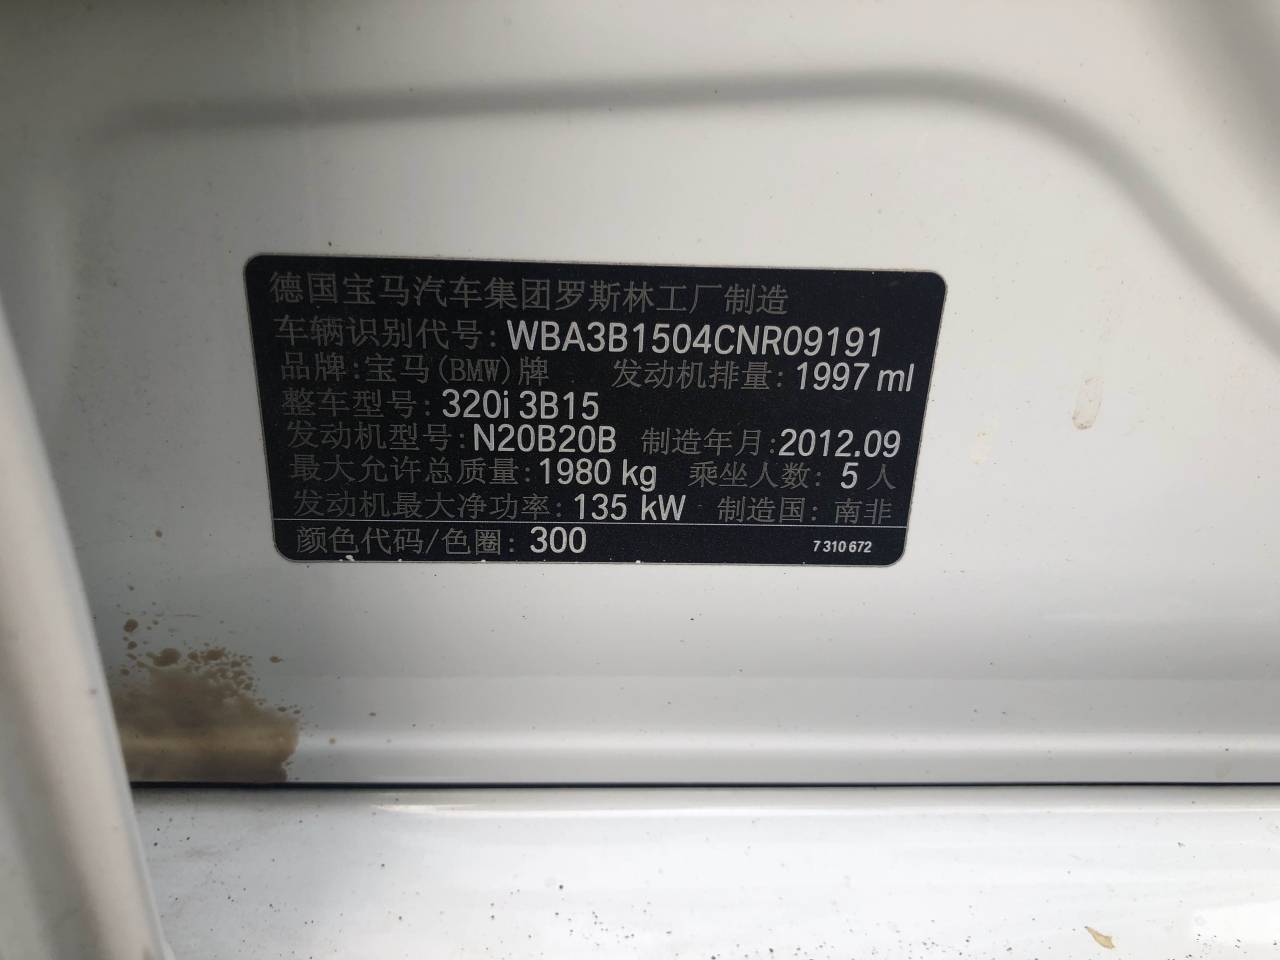 德国宝马汽车集团罗斯林工厂制造
车辆识别代号: WBA3B1504CNR09191
品牌:宝马(BMW)牌 发动机排量: 1997 ml
整车型号: 320i 3B15
发动机型号: N20B20B 制造年月:2012.09
最大允许总质量: 1980 kg 乘坐人数: 5 人
发动机最大净功率: 135 kW 制造国: 南非
颜色代码/色圈: 300 7 310 672